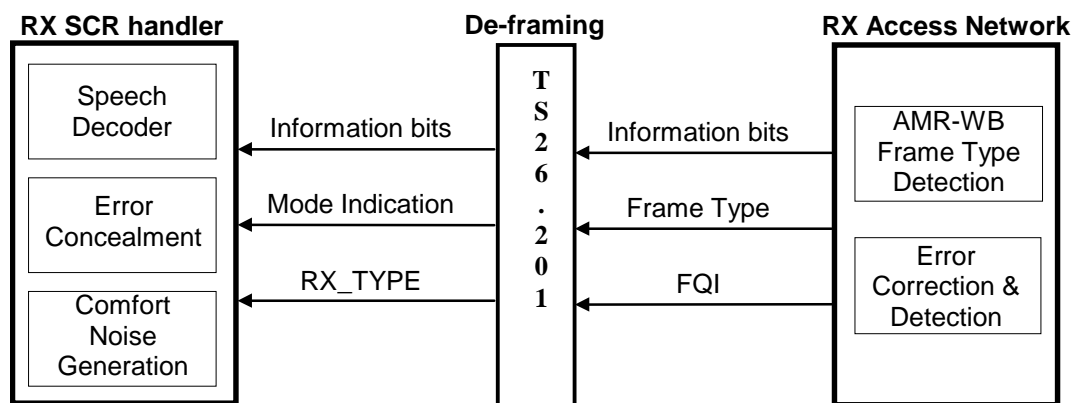 RX SCR handler
De-framing
RX Access Network
Speech
Decoder
Error
Concealment
Comfort
Noise
Generation
Information bits
Mode Indication
RX_TYPE
T
S
2
6
.
2
0
1
Information bits
Frame Type
FQI
AMR-WB
Frame Type
Detection
Error
Correction &
Detection